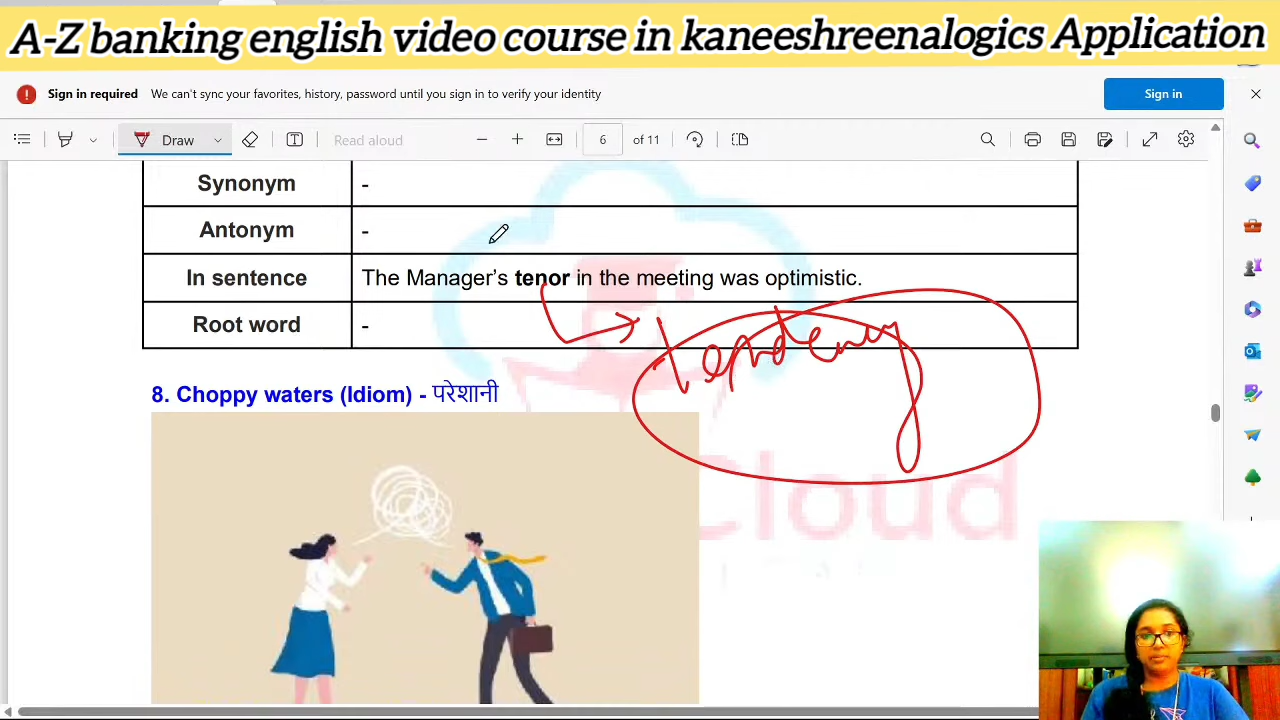 A-Z banking english video course in kaneeshreenalogics Application
Sign in required We can't sync your favorites, history, password until you sign in to verify your identity
Sign in
Draw
Read aloud
6 of 11
Synonym -
Antonym -
In sentence The Manager's tenor in the meeting was optimistic.
Root word -
tendency
8. Choppy waters (Idiom) - परेशानी
Cloud